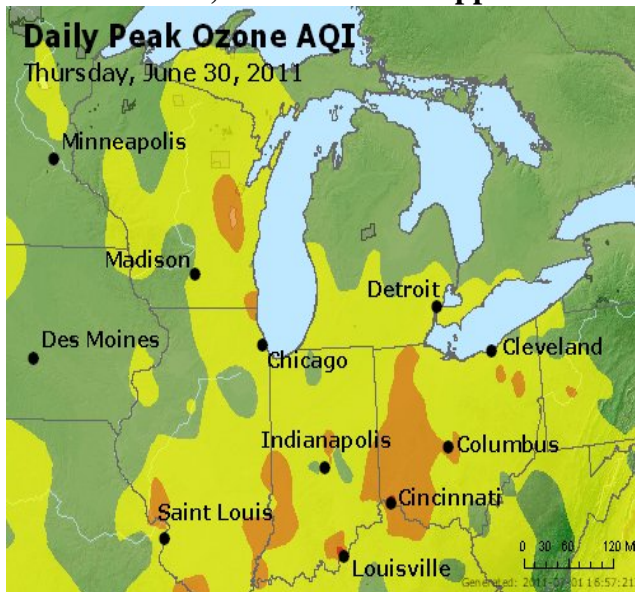 Daily Peak Ozone AQI
Thursday, June 30, 2011
Minneapolis
Madison
Detroit
Des Moines
Chicago
Cleveland
Indianapolis
Columbus
Cincinnati
Saint Louis
Louisville
0 30 60 120 M
Generated: 2011-07-01 16:57:21